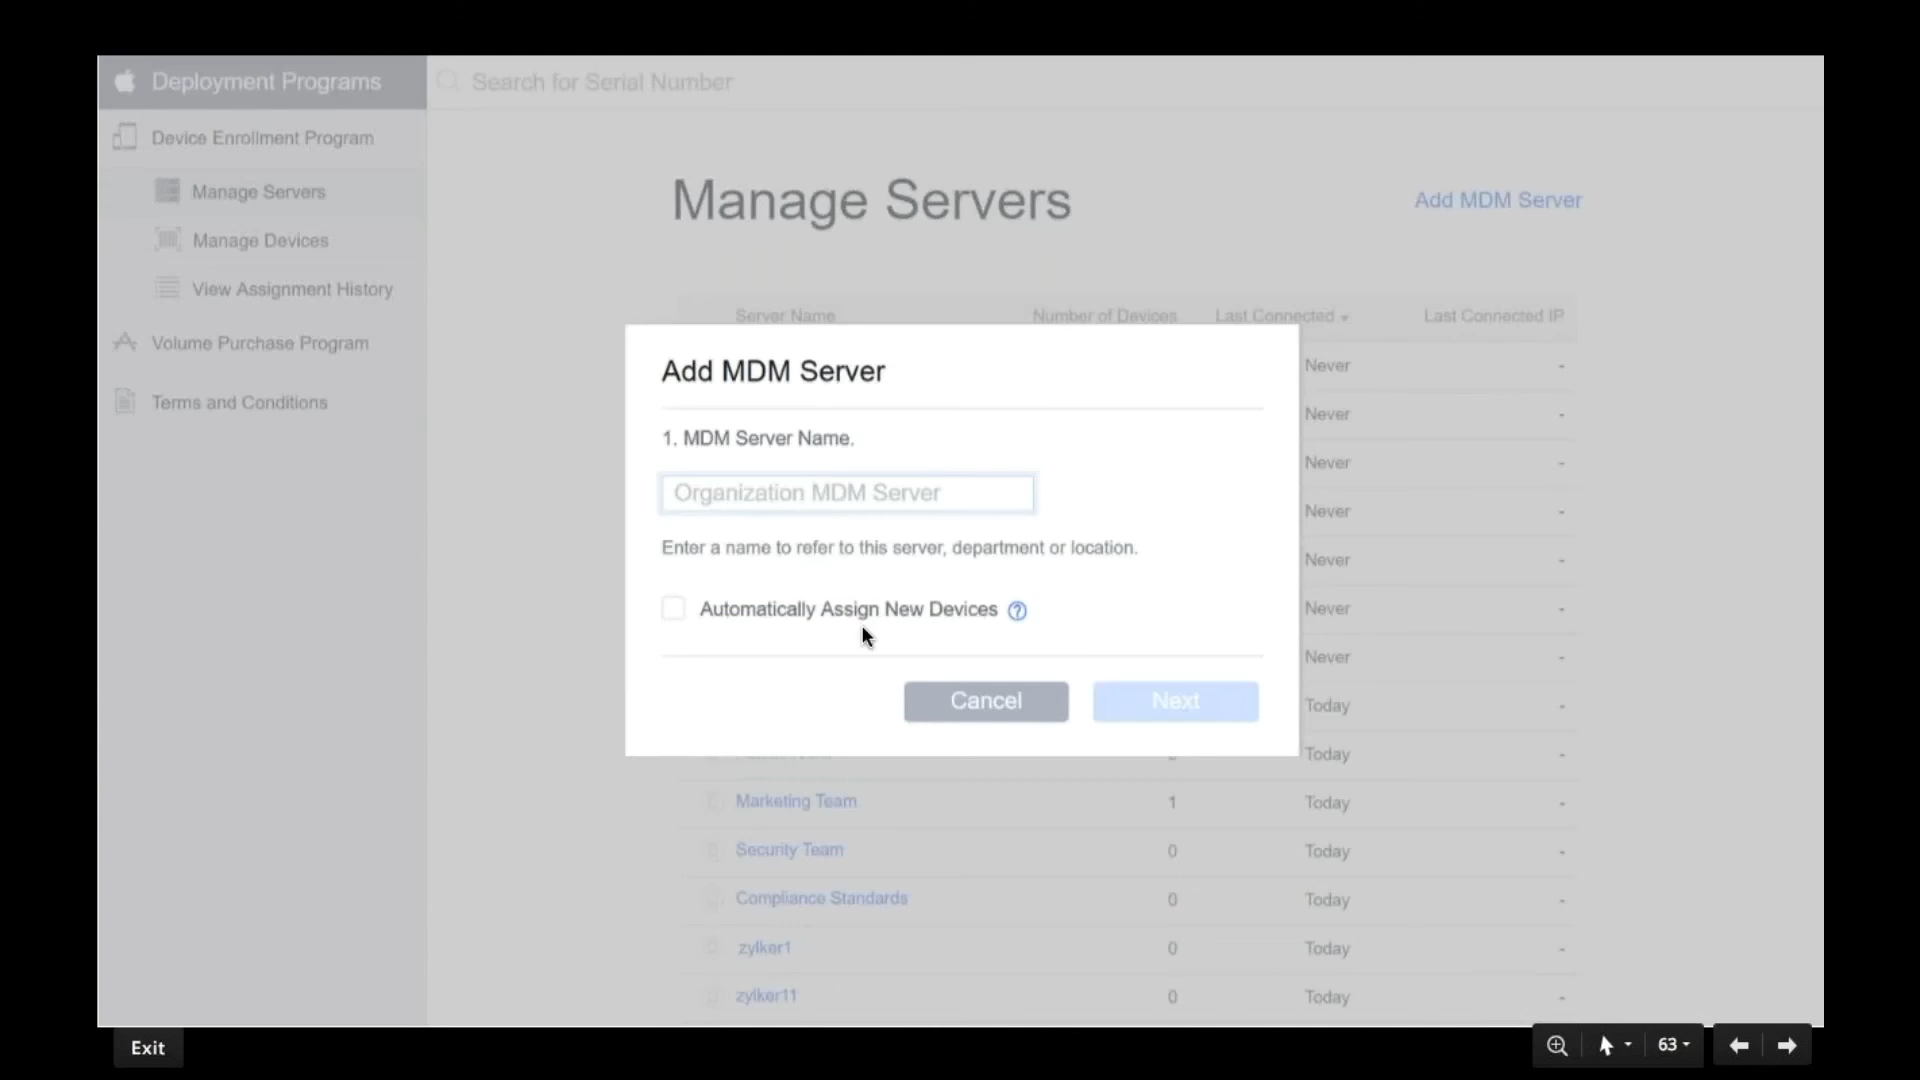 Deployment Programs
Search for Serial Number
Device Enrollment Program
Manage Servers
Manage Devices
View Assignment History
Volume Purchase Program
Terms and Conditions
Manage Servers
Add MDM Server
Server Name Number of Devices Last Connected Last Connected IP
Add MDM Server
1. MDM Server Name.
Organization MDM Server
Enter a name to refer to this server, department or location.
Automatically Assign New Devices ?
Cancel Next
Never -
Never -
Never -
Never -
Never -
Never -
Never -
Today -
Today -
Marketing Team 1 Today -
Security Team 0 Today -
Compliance Standards 0 Today -
zylker1 0 Today -
zylker11 0 Today -
Exit
63